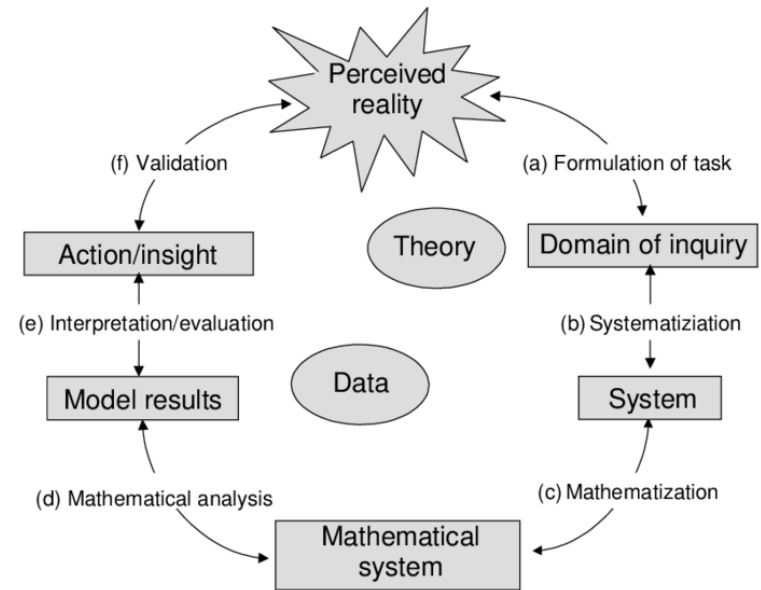 Perceived
reality
(f) Validation
(a) Formulation of task
Theory
Action/insight
Domain of inquiry
(e) Interpretation/evaluation
(b) Systematiziation
Data
Model results
System
(d) Mathematical analysis
(c) Mathematization
Mathematical
system